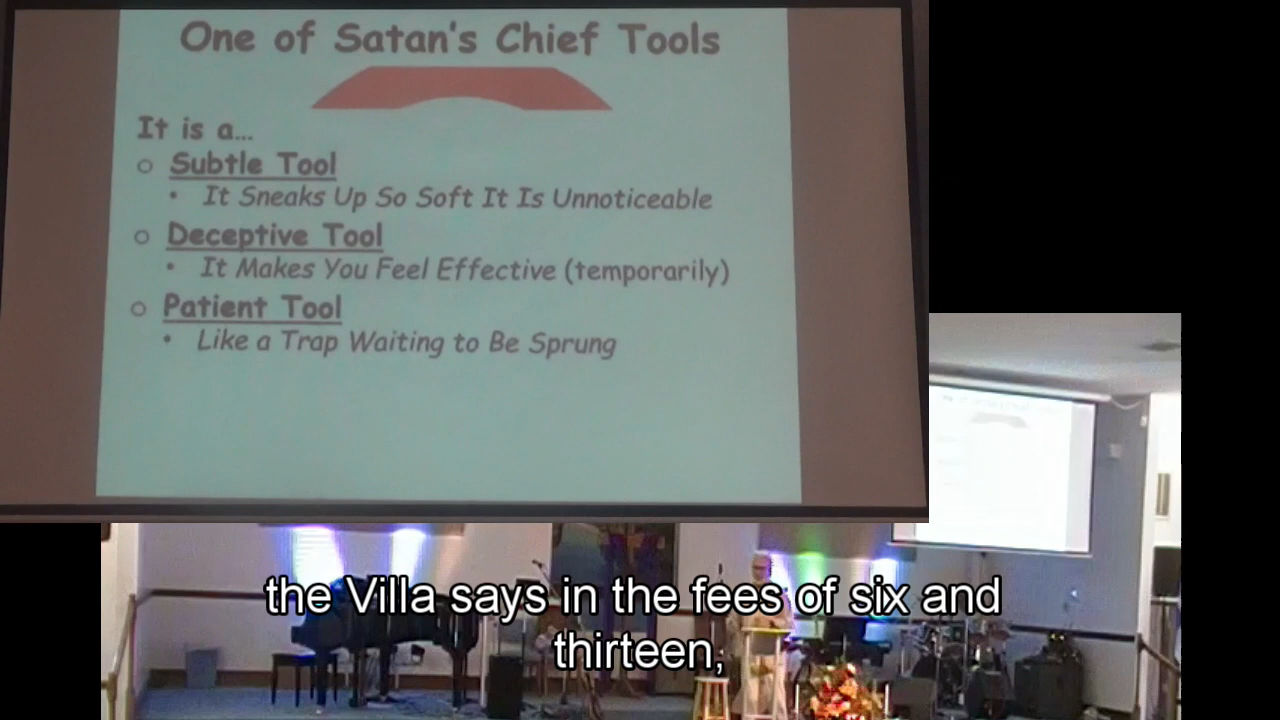 One of Satan's Chief Tools
It is a...
o Subtle Tool
• It Sneaks Up So Soft It Is Unnoticeable
o Deceptive Tool
• It Makes You Feel Effective (temporarily)
o Patient Tool
• Like a Trap Waiting to Be Sprung
the Villa says in the fees of six and
thirteen,